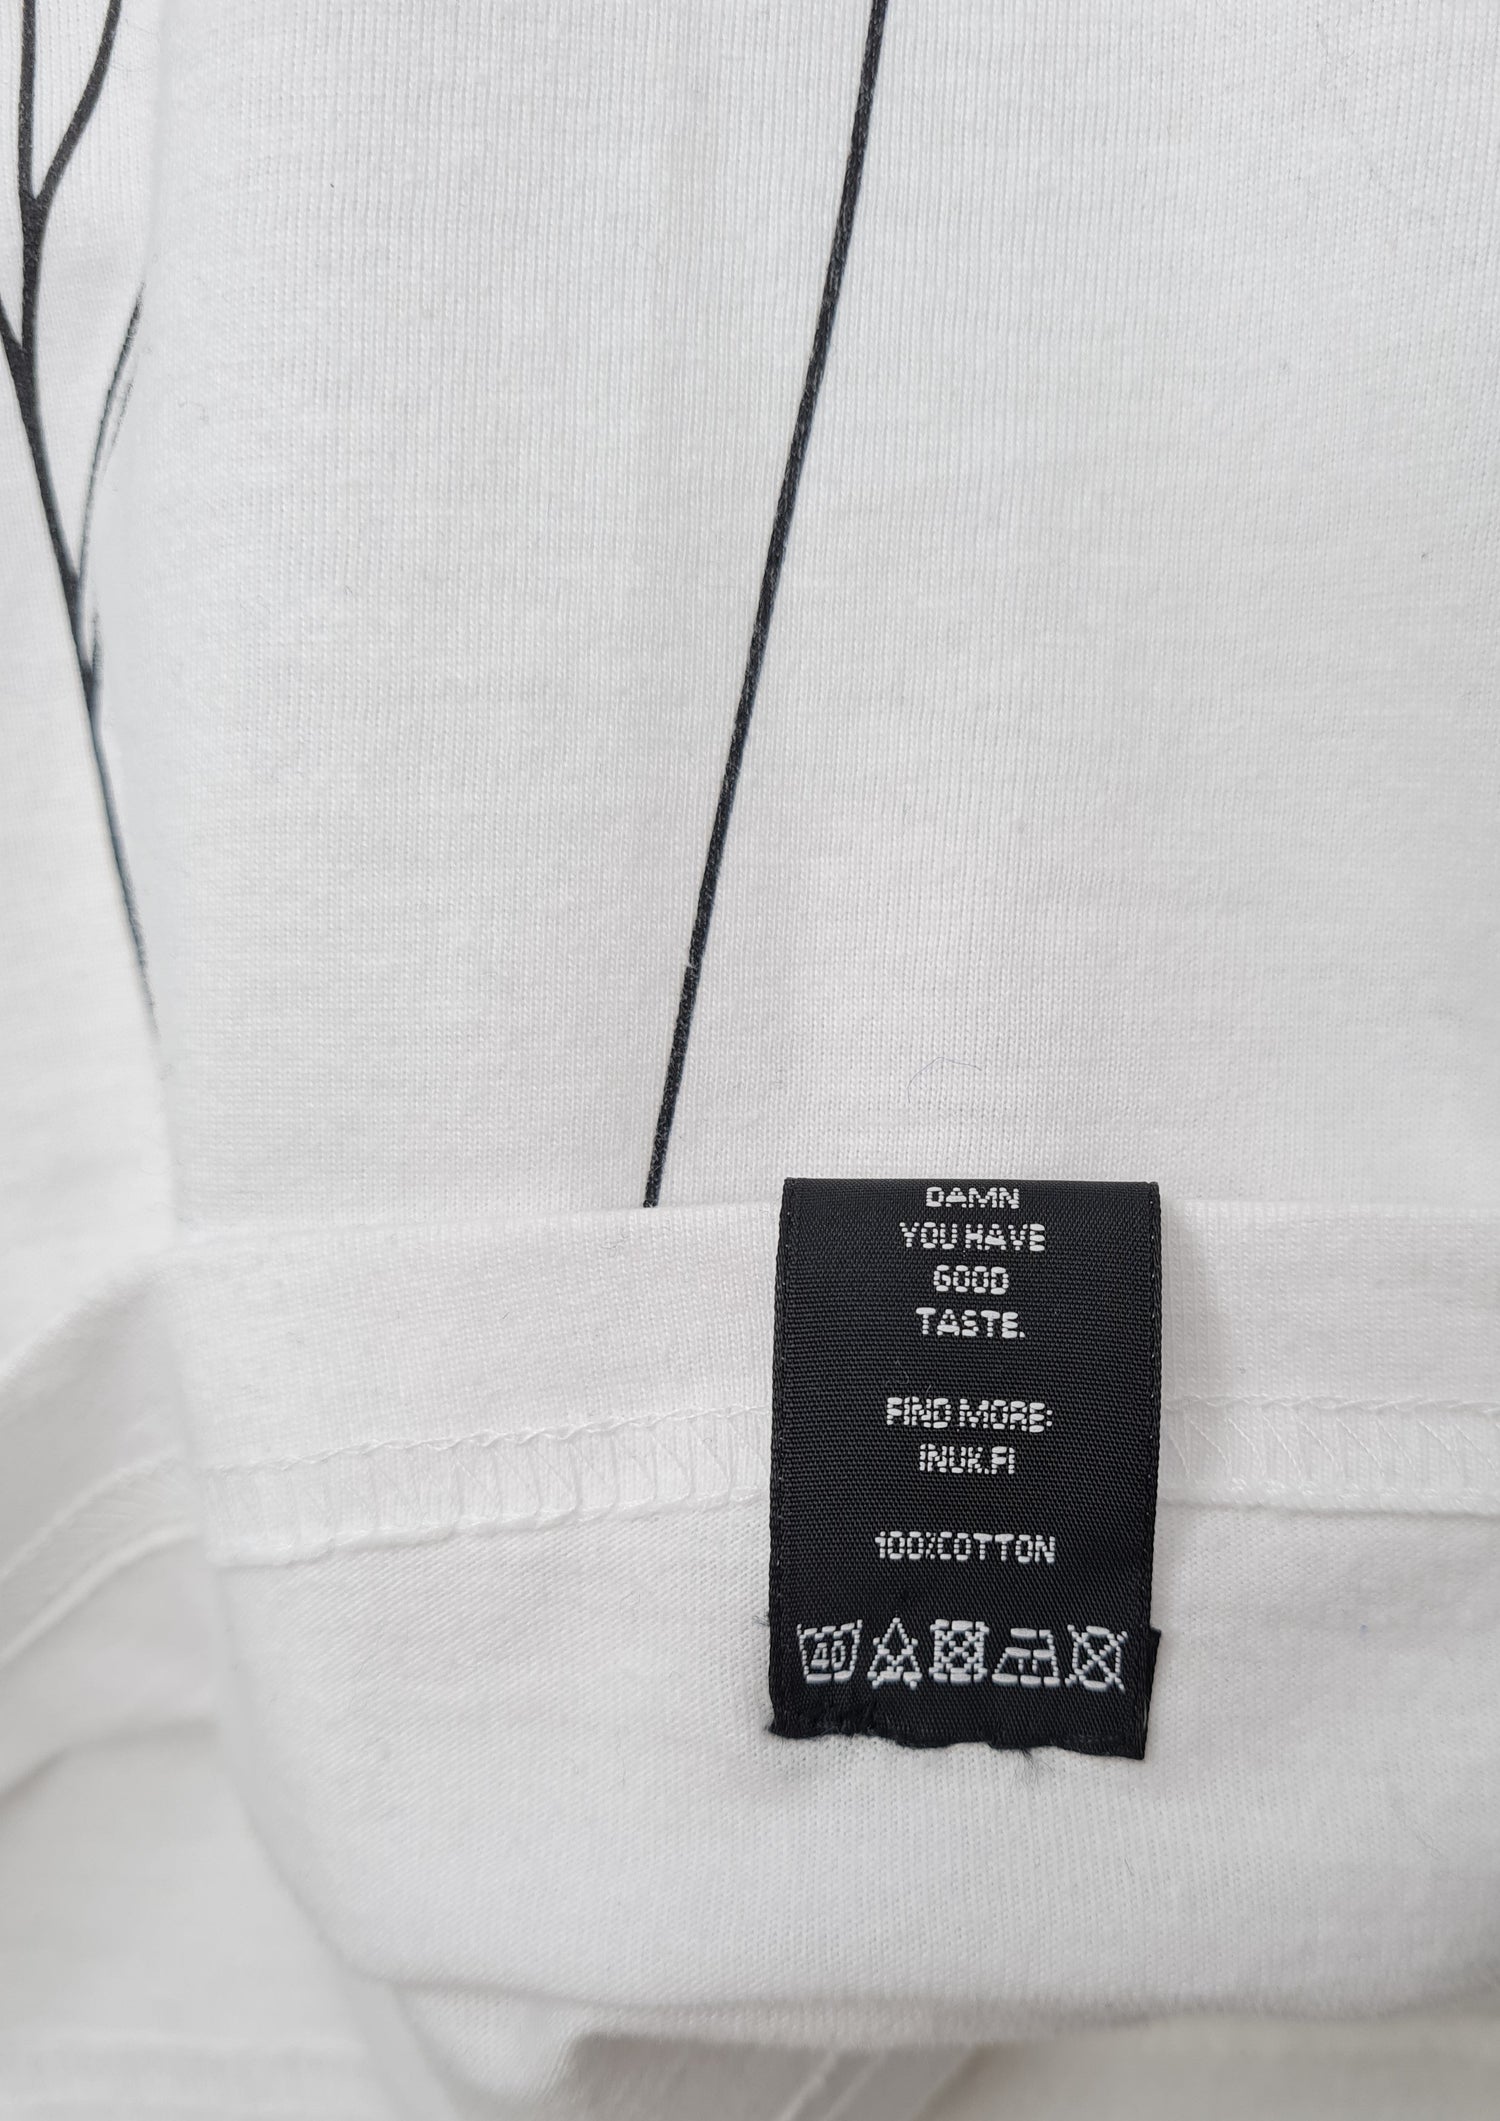 DAMN
YOU HAVE
GOOD
TASTE.
FIND MORE:
INUK.FI
100%COTTON
40